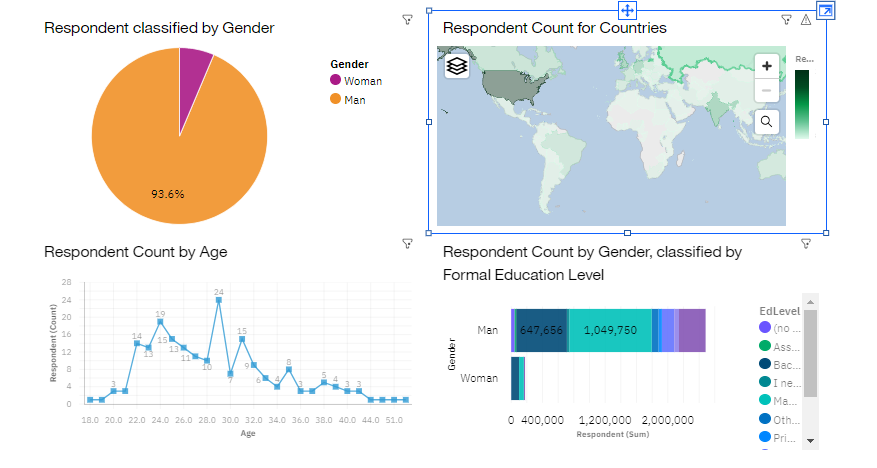 Respondent classified by Gender
93.6%
Gender
Woman
Man
Respondent Count for Countries
+
−
Re...
Respondent Count by Age
Respondent (Count)
28
24
20
16
12
8
4
0
3
14
13
19
15
13
11
10
24
7
15
9
6
4
8
3
5
4
3
3
18.0 20.0 22.0 24.0 26.0 28.0 30.0 32.0 34.0 36.0 38.0 40.0 44.0 51.0
Age
Respondent Count by Gender, classified by
Formal Education Level
Gender
Man
647,656 1,049,750
Woman
0 400,000 1,200,000 2,000,000
Respondent (Sum)
EdLevel
(no ...
Ass...
Bac...
I ne...
Ma...
Oth...
Pri...